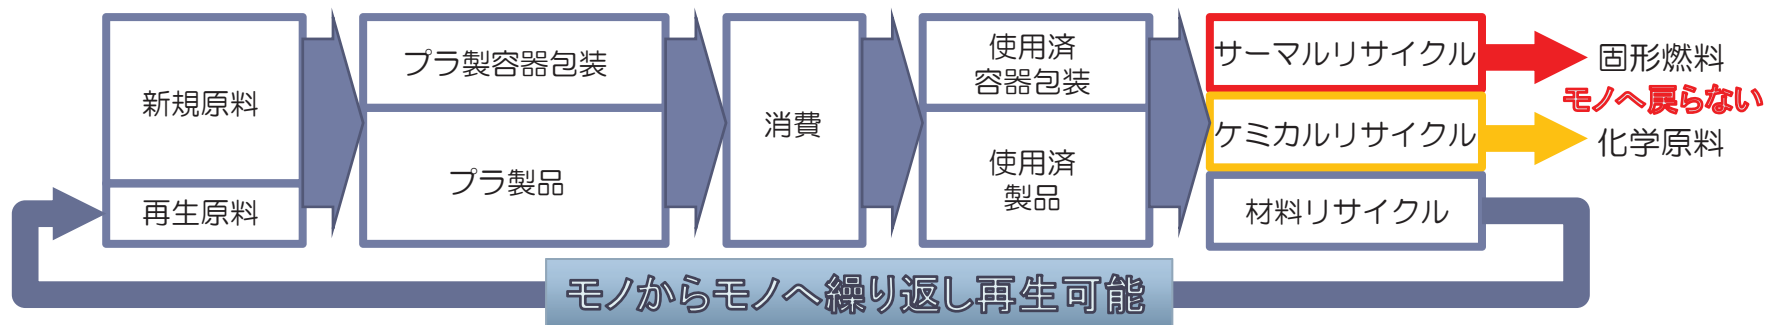 新規原料
再生原料
プラ製容器包装
プラ製品
消費
使用済
容器包装
使用済
製品
サーマルリサイクル
ケミカルリサイクル
材料リサイクル
固形燃料
モノへ戻らない
化学原料
モノからモノへ繰り返し再生可能